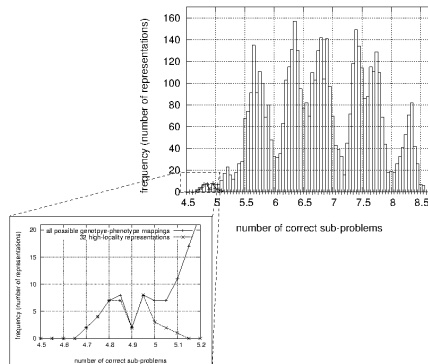 160
140
120
100
80
60
40
20
0
frequency (number of representations)
4.5 5 5.5 6 6.5 7 7.5 8 8.5
number of correct sub-problems
all possible genotype-phenotype mappings
32 high-locality representations
20
15
10
5
0
frequency (number of representations)
4.5 4.6 4.7 4.8 4.9 5 5.1 5.2
number of correct sub-problems